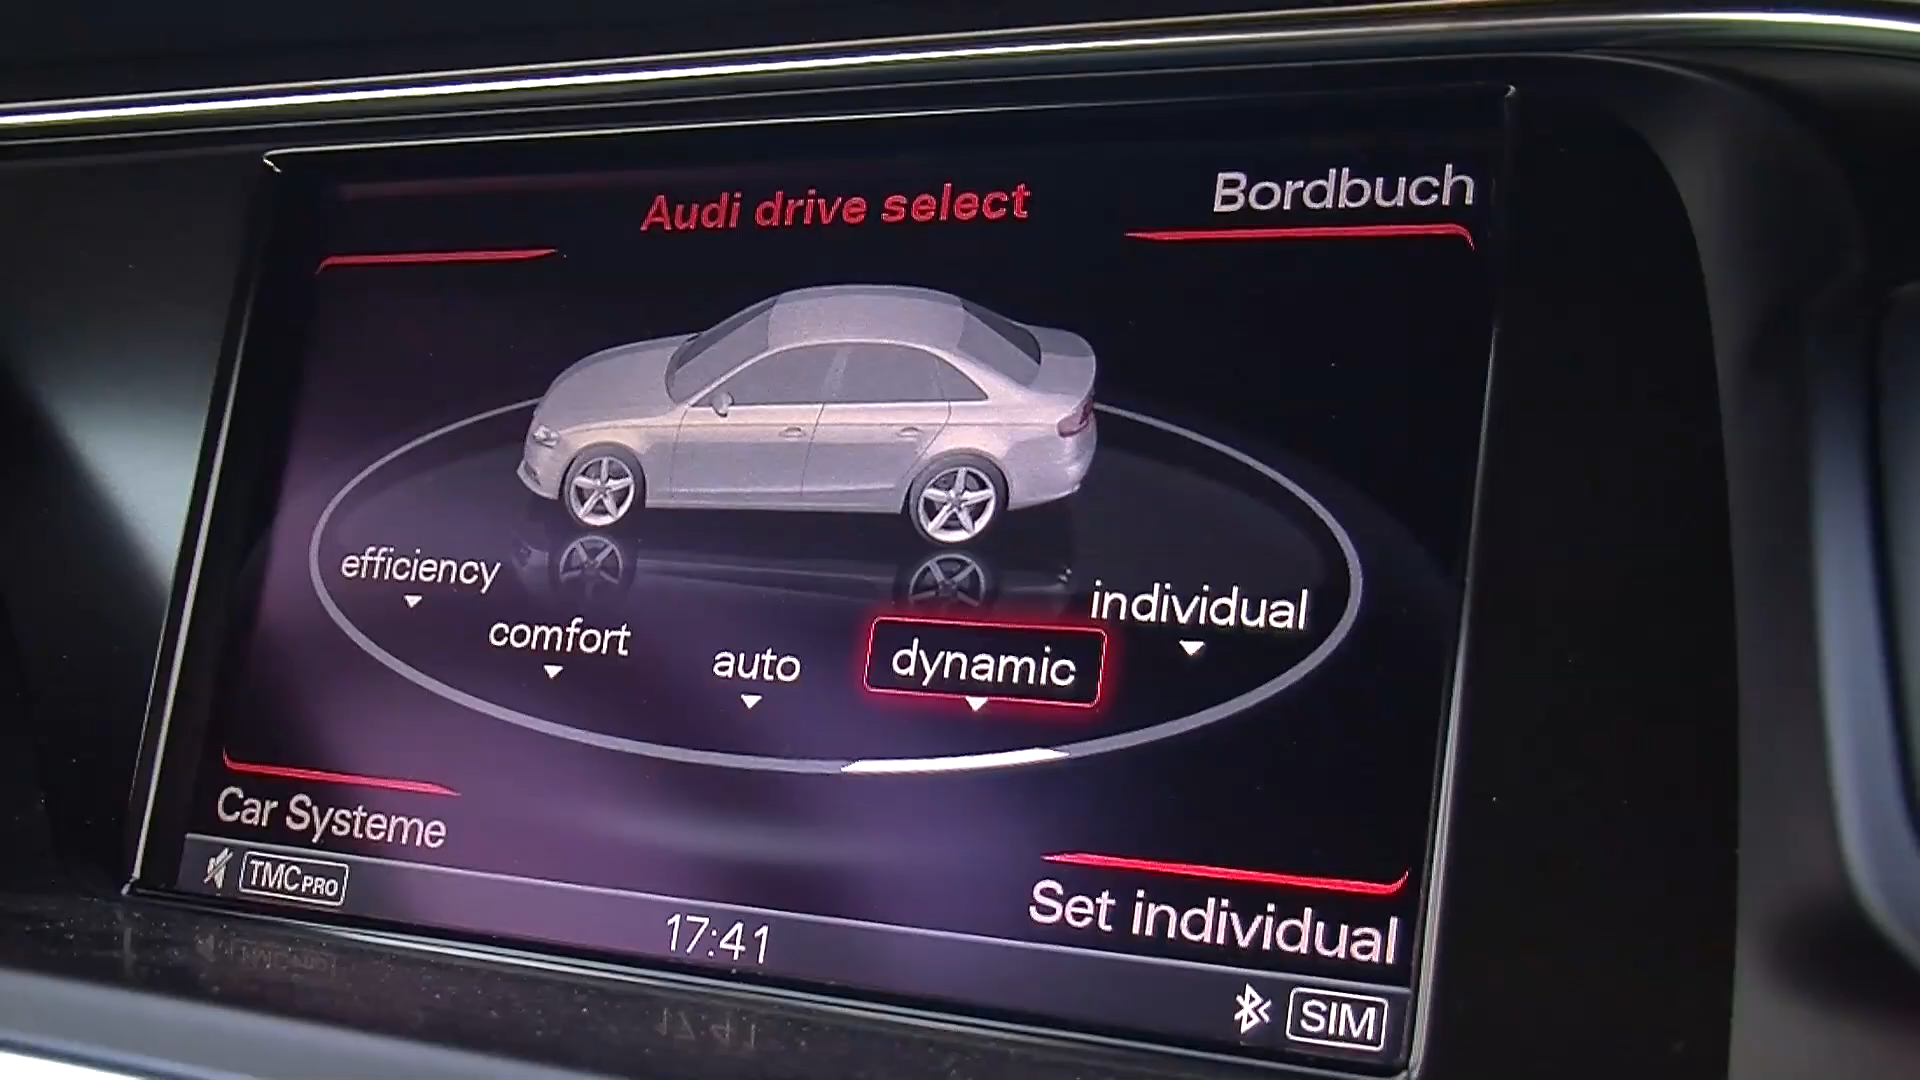 Audi drive select
Bordbuch
efficiency
comfort
auto
dynamic
individual
Car Systeme
Set individual
TMC PRO
17:41
SIM